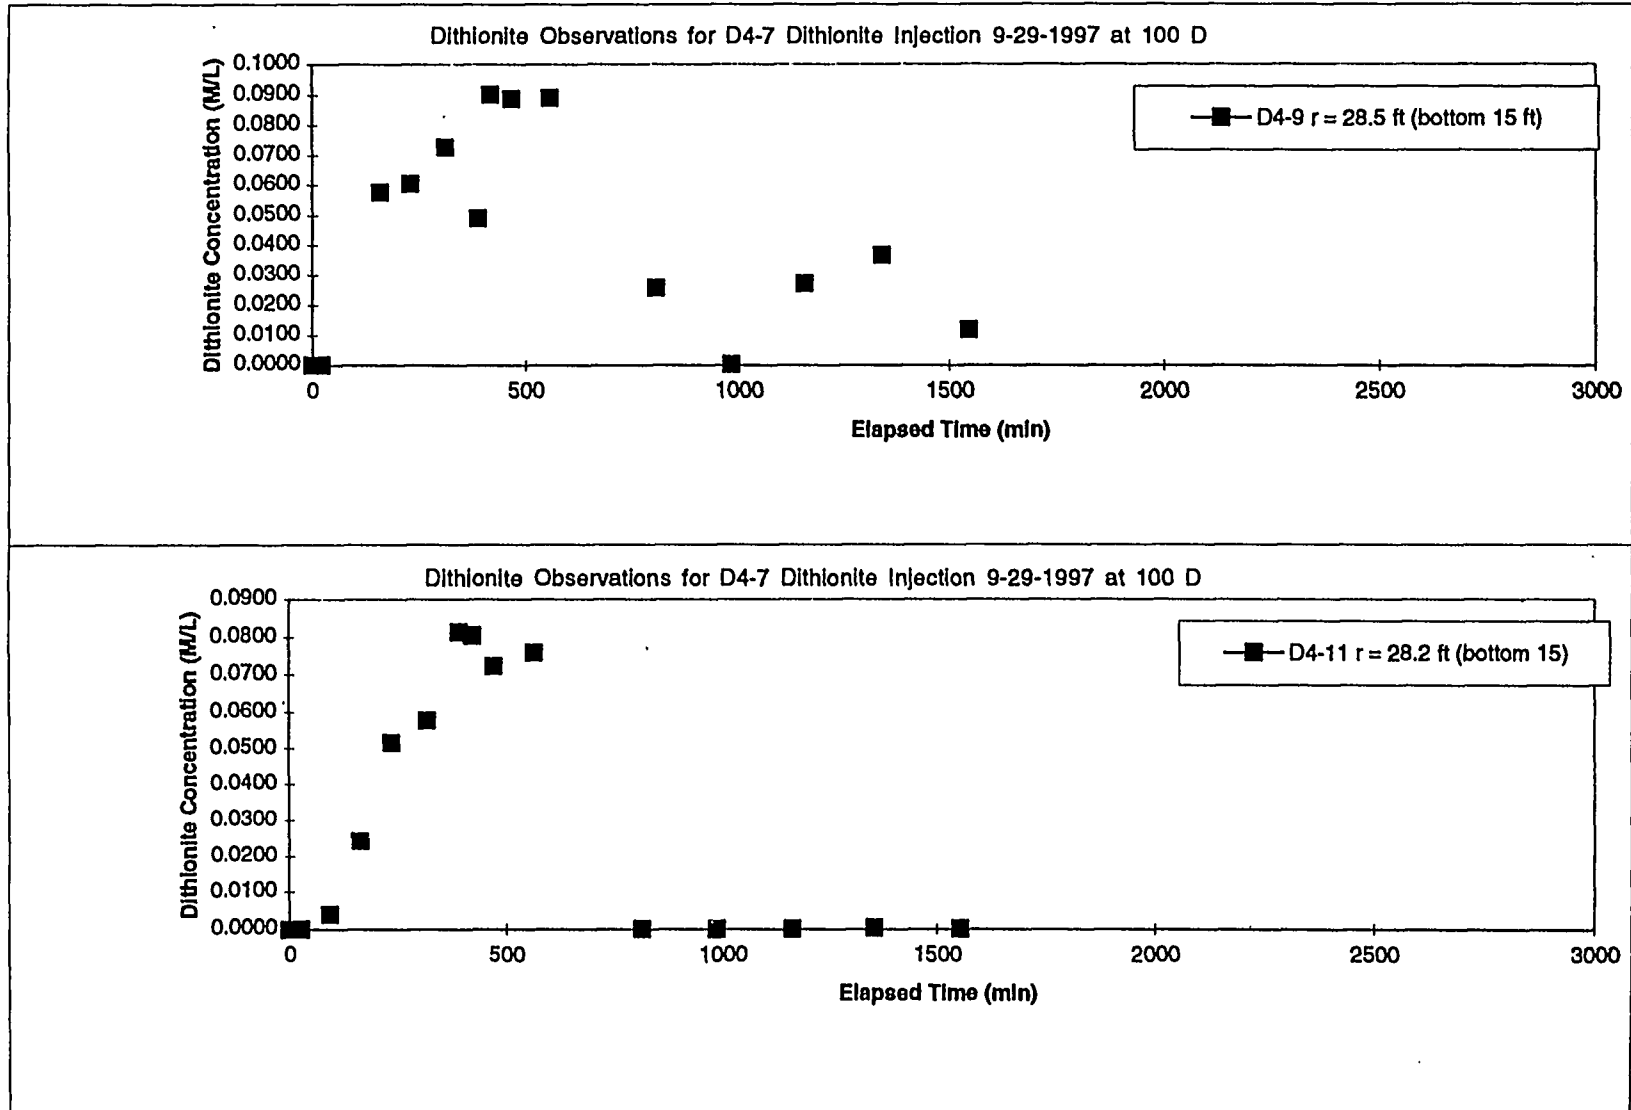 Dithionite Observations for D4-7 Dithionite Injection 9-29-1997 at 100 D
Dithionite Concentration (M/L)
0.1000
0.0900
0.0800
0.0700
0.0600
0.0500
0.0400
0.0300
0.0200
0.0100
0.0000
0 500 1000 1500 2000 2500 3000
Elapsed Time (min)
D4-9 r = 28.5 ft (bottom 15 ft)
Dithionite Observations for D4-7 Dithionite Injection 9-29-1997 at 100 D
Dithionite Concentration (M/L)
0.0900
0.0800
0.0700
0.0600
0.0500
0.0400
0.0300
0.0200
0.0100
0.0000
0 500 1000 1500 2000 2500 3000
Elapsed Time (min)
D4-11 r = 28.2 ft (bottom 15)